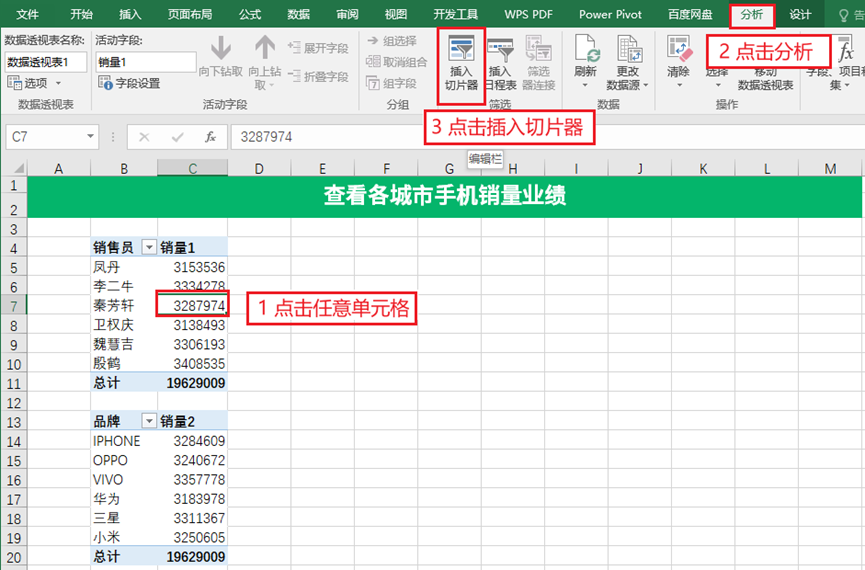 文件 开始 插入 页面布局 公式 数据 审阅 视图 开发工具 WPS PDF Power Pivot 百度网盘 分析 设计 告
数据透视表名称: 活动字段:
数据透视表1 销量1
选项 字段设置
向下钻取 向上钻取
展开字段
折叠字段
组选择
取消组合
组字段
插入切片器
插入日程表
筛选器连接
刷新
更改数据源
清除 选择 移动数据透视表
字段、项目集
2 点击分析
数据透视表 活动字段 分组 筛选 数据 操作
3 点击插入切片器
C7 fx 3287974
编辑栏
A B C D E F G H I J K L M
1 查看各城市手机销量业绩
2
3
4 销售员 销量1
5 凤丹 3153536
6 李二牛 3334278
7 秦芳轩 3287974 1 点击任意单元格
8 卫权庆 3138493
9 魏慧吉 3306193
10 殷鹤 3408535
11 总计 19629009
12
13 品牌 销量2
14 IPHONE 3284609
15 OPPO 3240672
16 VIVO 3357778
17 华为 3183978
18 三星 3311367
19 小米 3250605
20 总计 19629009